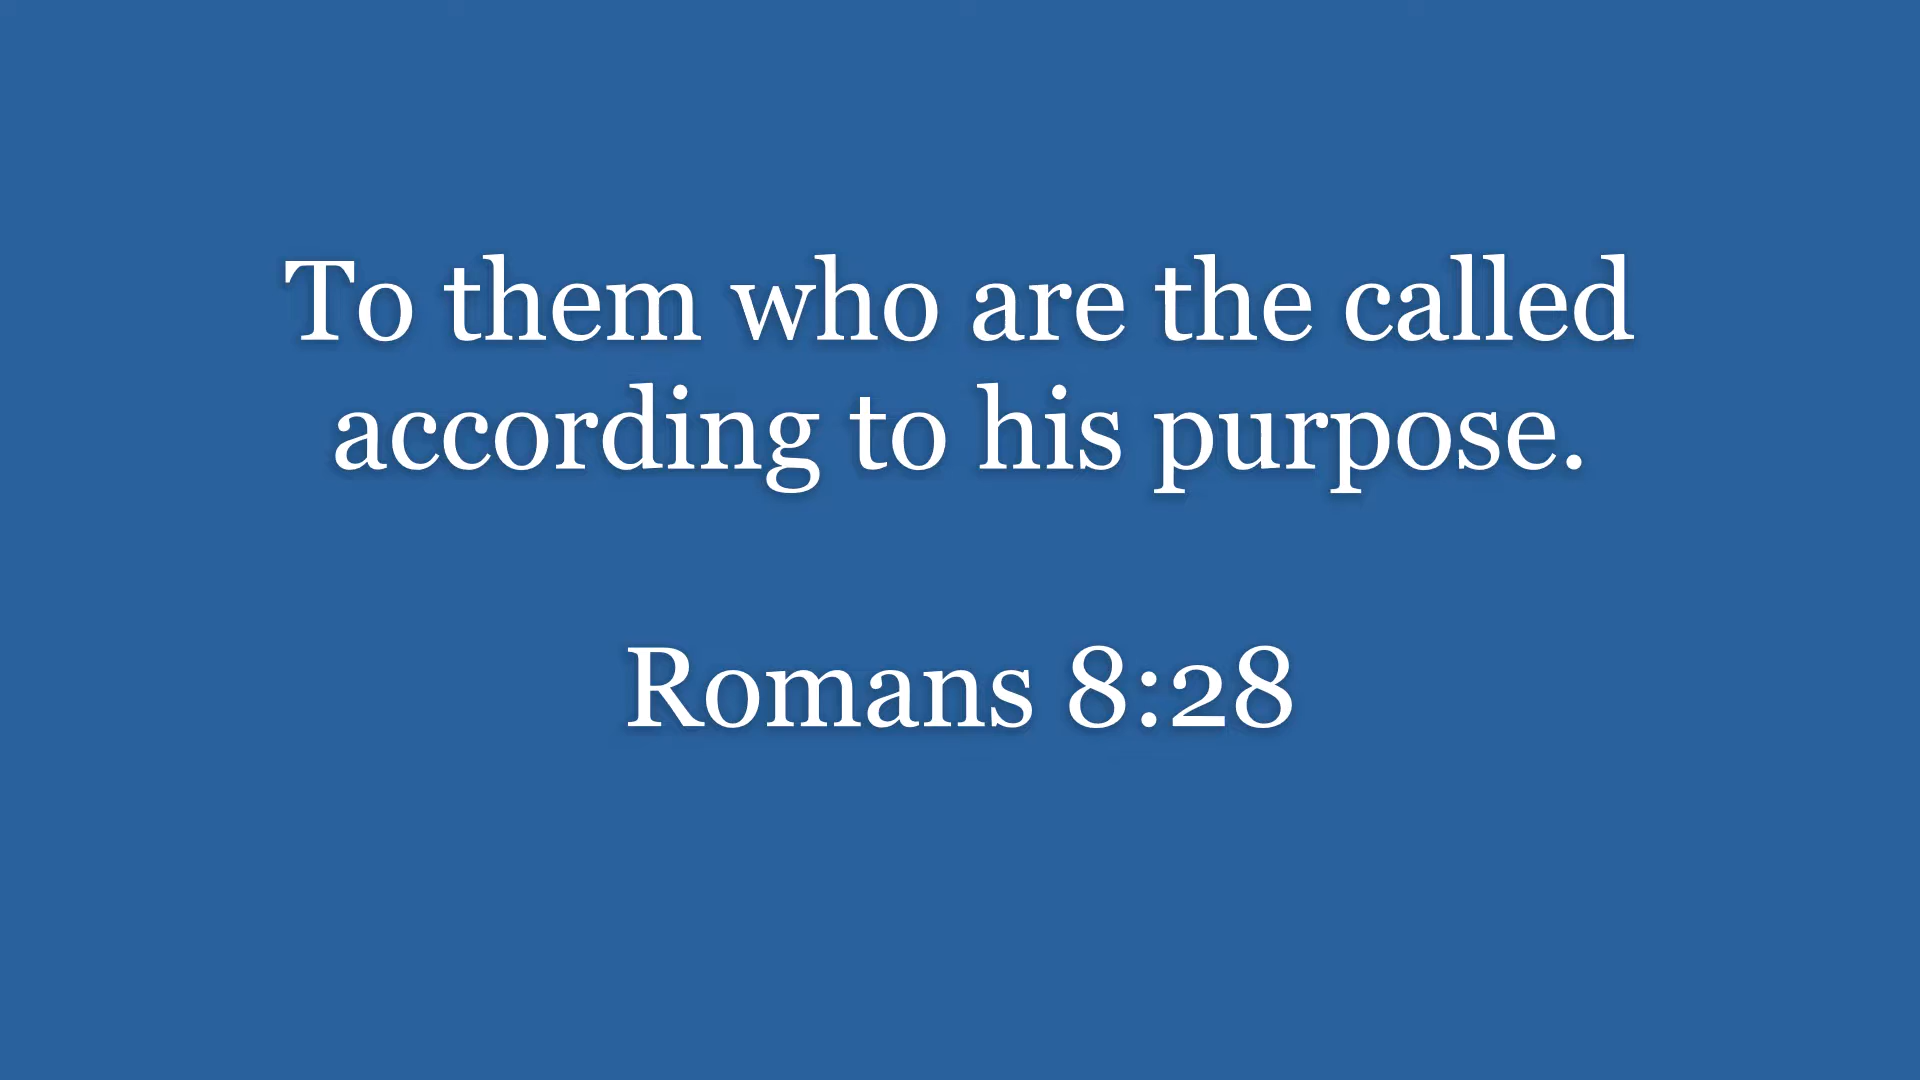 To them who are the called
according to his purpose.
Romans 8:28